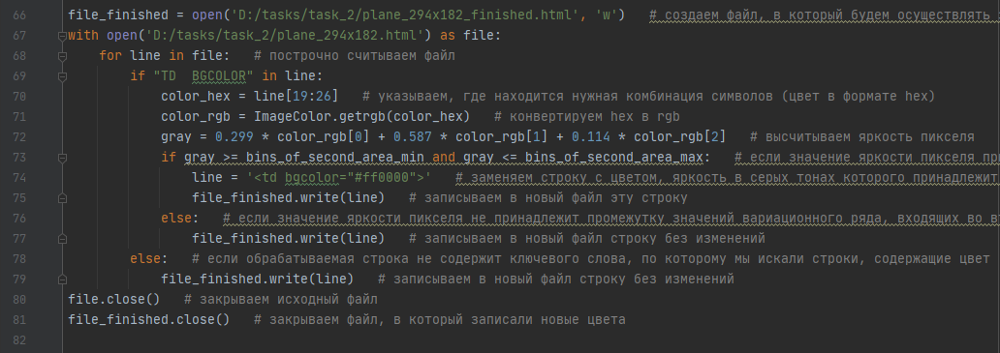 66 file_finished = open('D:/tasks/task_2/plane_294x182_finished.html', 'w')   # создаем файл, в который будем осуществлять
67 with open('D:/tasks/task_2/plane_294x182.html') as file:
68     for line in file:   # построчно считываем файл
69         if "TD  BGCOLOR" in line:
70             color_hex = line[19:26]   # указываем, где находится нужная комбинация символов (цвет в формате hex)
71             color_rgb = ImageColor.getrgb(color_hex)   # конвертируем hex в rgb
72             gray = 0.299 * color_rgb[0] + 0.587 * color_rgb[1] + 0.114 * color_rgb[2]   # высчитываем яркость пикселя
73             if gray >= bins_of_second_area_min and gray <= bins_of_second_area_max:   # если значение яркости пикселя при
74                 line = '<td bgcolor="#ff0000">'   # заменяем строку с цветом, яркость в серых тонах которого принадлежит
75                 file_finished.write(line)   # записываем в новый файл эту строку
76             else:   # если значение яркости пикселя не принадлежит промежутку значений вариационного ряда, входящих во в
77                 file_finished.write(line)   # записываем в новый файл строку без изменений
78         else:   # если обрабатываемая строка не содержит ключевого слова, по которому мы искали строки, содержащие цвет
79             file_finished.write(line)   # записываем в новый файл строку без изменений
80 file.close()   # закрываем исходный файл
81 file_finished.close()   # закрываем файл, в который записали новые цвета
82